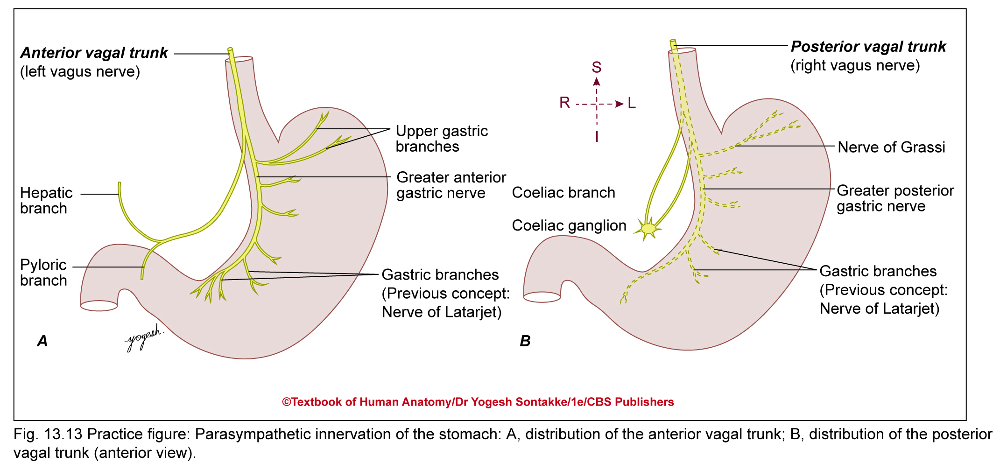 Anterior vagal trunk
(left vagus nerve)
Upper gastric
branches
Greater anterior
gastric nerve
Hepatic
branch
Pyloric
branch
Gastric branches
(Previous concept:
Nerve of Latarjet)
yogesh
A
S
R
L
I
Posterior vagal trunk
(right vagus nerve)
Nerve of Grassi
Coeliac branch
Greater posterior
gastric nerve
Coeliac ganglion
Gastric branches
(Previous concept:
Nerve of Latarjet)
B
©Textbook of Human Anatomy/Dr Yogesh Sontakke/1e/CBS Publishers
Fig. 13.13 Practice figure: Parasympathetic innervation of the stomach: A, distribution of the anterior vagal trunk; B, distribution of the posterior
vagal trunk (anterior view).